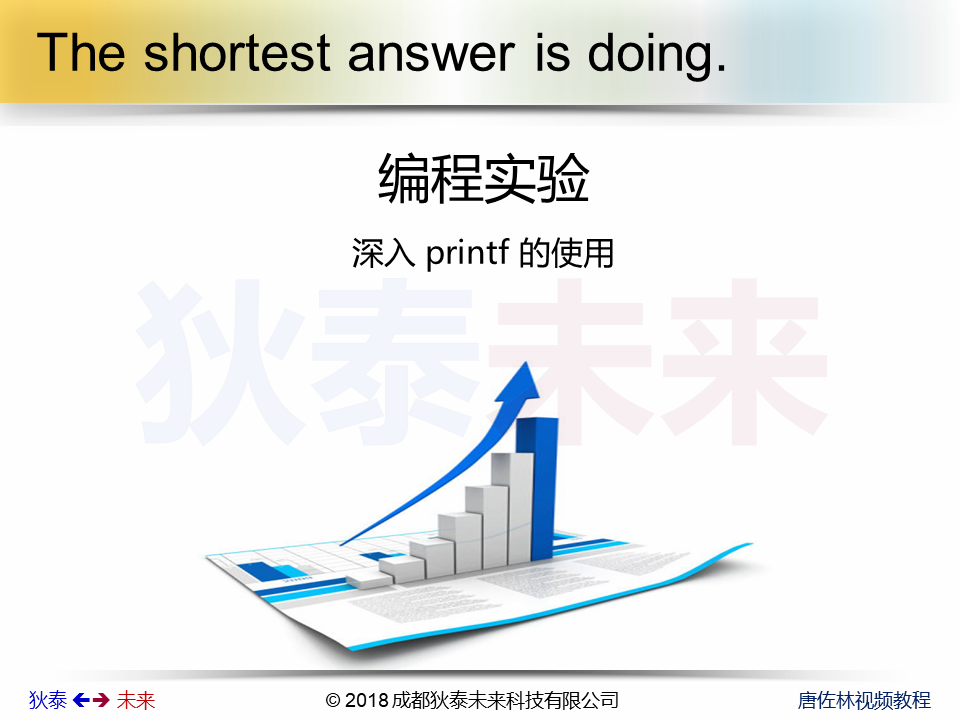 The shortest answer is doing.
编程实验
深入 printf 的使用
狄泰未来
狄泰 🡸🡺 未来
© 2018 成都狄泰未来科技有限公司
唐佐林视频教程